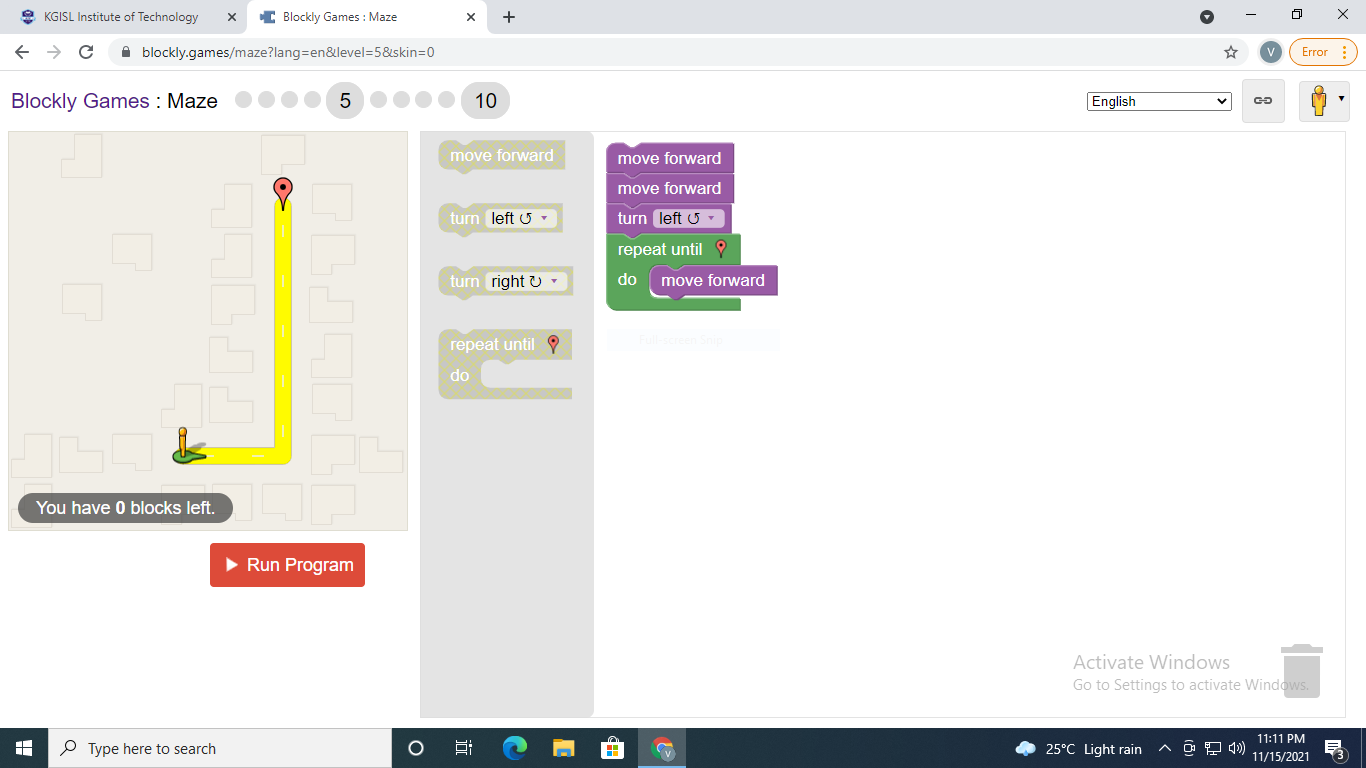 KGISL Institute of Technology
Blockly Games : Maze
blockly.games/maze?lang=en&level=5&skin=0
V
Error
Blockly Games : Maze
5
10
English
You have 0 blocks left.
Run Program
move forward
turn left ↺
turn right ↻
repeat until
do
move forward
move forward
turn left ↺
repeat until
do move forward
Full-screen Snip
Activate Windows
Go to Settings to activate Windows.
Type here to search
V
25°C Light rain
11:11 PM
11/15/2021
3